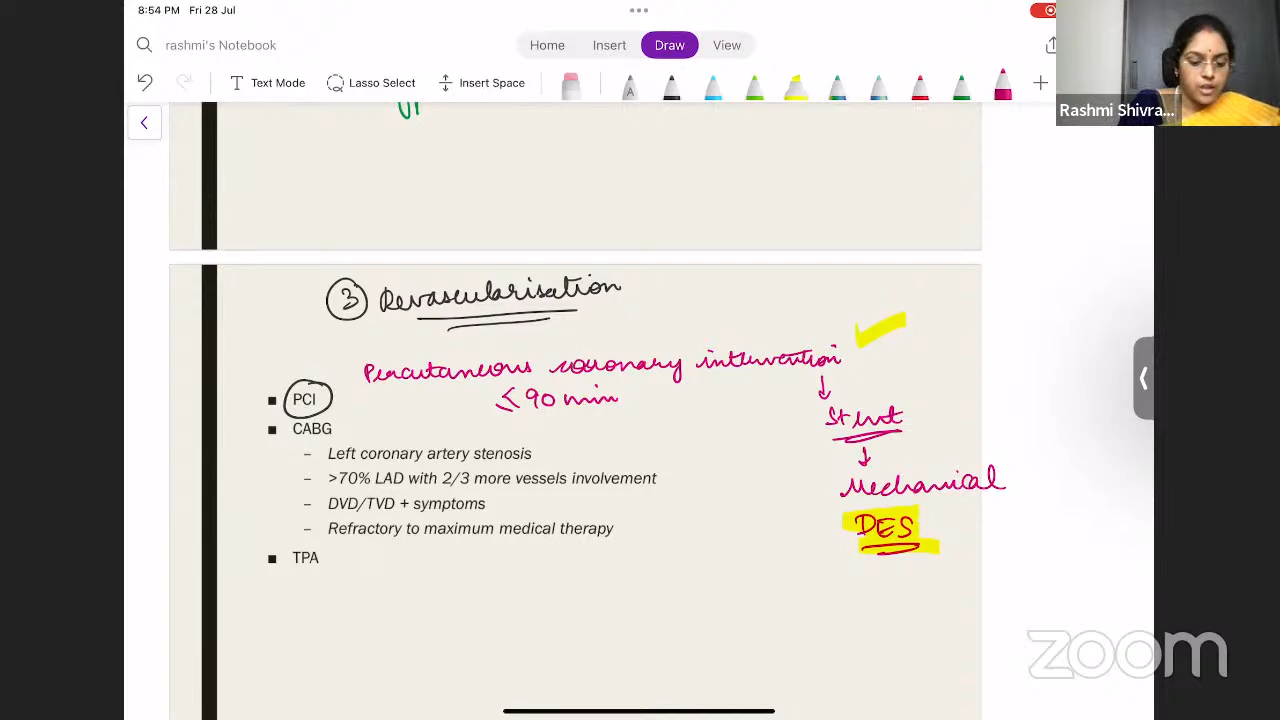 8:54 PM Fri 28 Jul
rashmi's Notebook
Home Insert Draw View
Text Mode Lasso Select Insert Space
A
Rashmi Shivra...
3 Revascularisation
Percutaneous coronary intervention
≤90 min
Stent
Mechanical
DES
■ PCI
■ CABG
– Left coronary artery stenosis
– >70% LAD with 2/3 more vessels involvement
– DVD/TVD + symptoms
– Refractory to maximum medical therapy
■ TPA
zoom